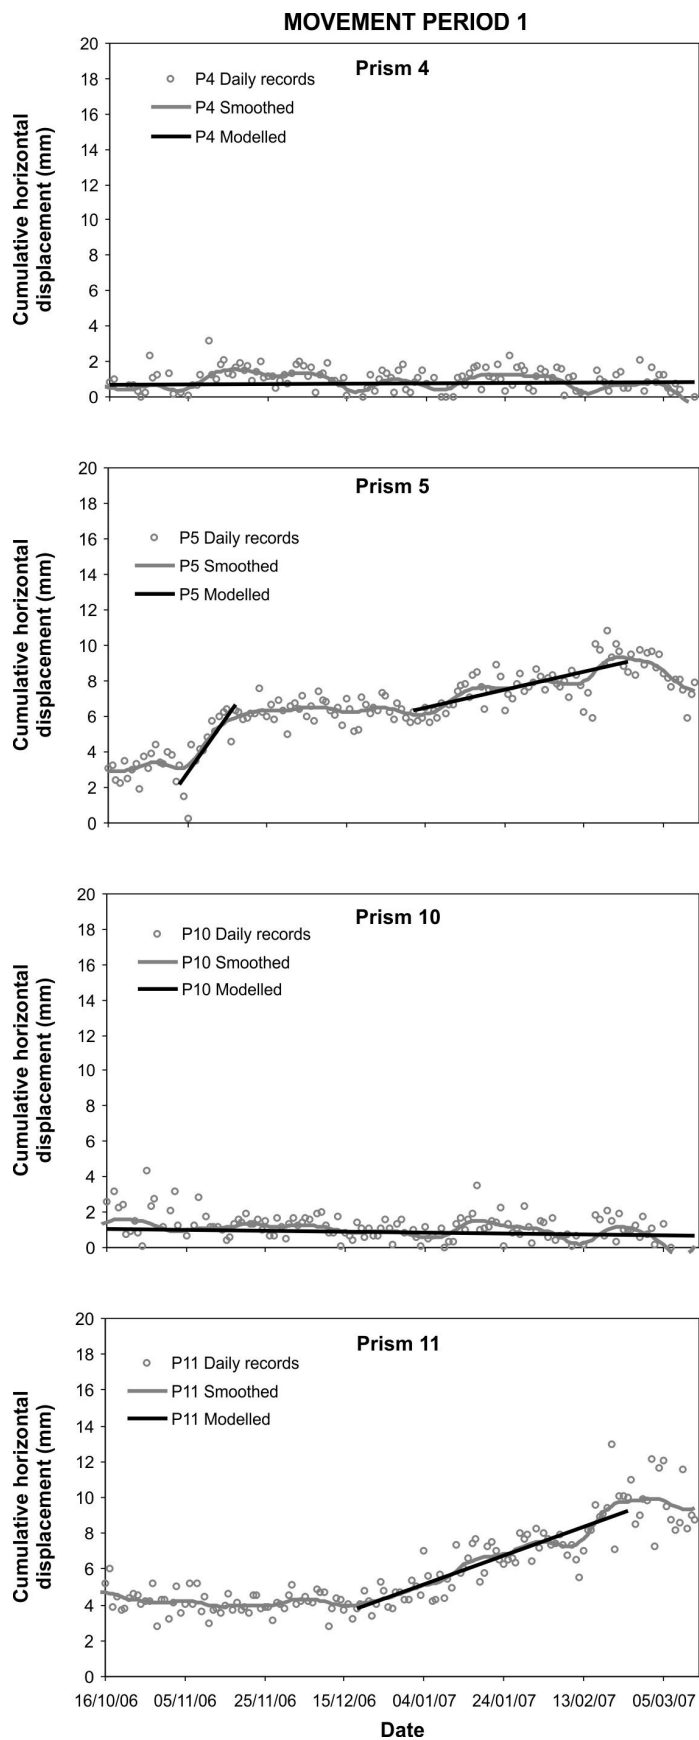 MOVEMENT PERIOD 1
Cumulative horizontal
displacement (mm)
20
18
16
14
12
10
8
6
4
2
0
Prism 4
P4 Daily records
P4 Smoothed
P4 Modelled
Cumulative horizontal
displacement (mm)
20
18
16
14
12
10
8
6
4
2
0
Prism 5
P5 Daily records
P5 Smoothed
P5 Modelled
Cumulative horizontal
displacement (mm)
20
18
16
14
12
10
8
6
4
2
0
Prism 10
P10 Daily records
P10 Smoothed
P10 Modelled
Cumulative horizontal
displacement (mm)
20
18
16
14
12
10
8
6
4
2
0
Prism 11
P11 Daily records
P11 Smoothed
P11 Modelled
16/10/06 05/11/06 25/11/06 15/12/06 04/01/07 24/01/07 13/02/07 05/03/07
Date